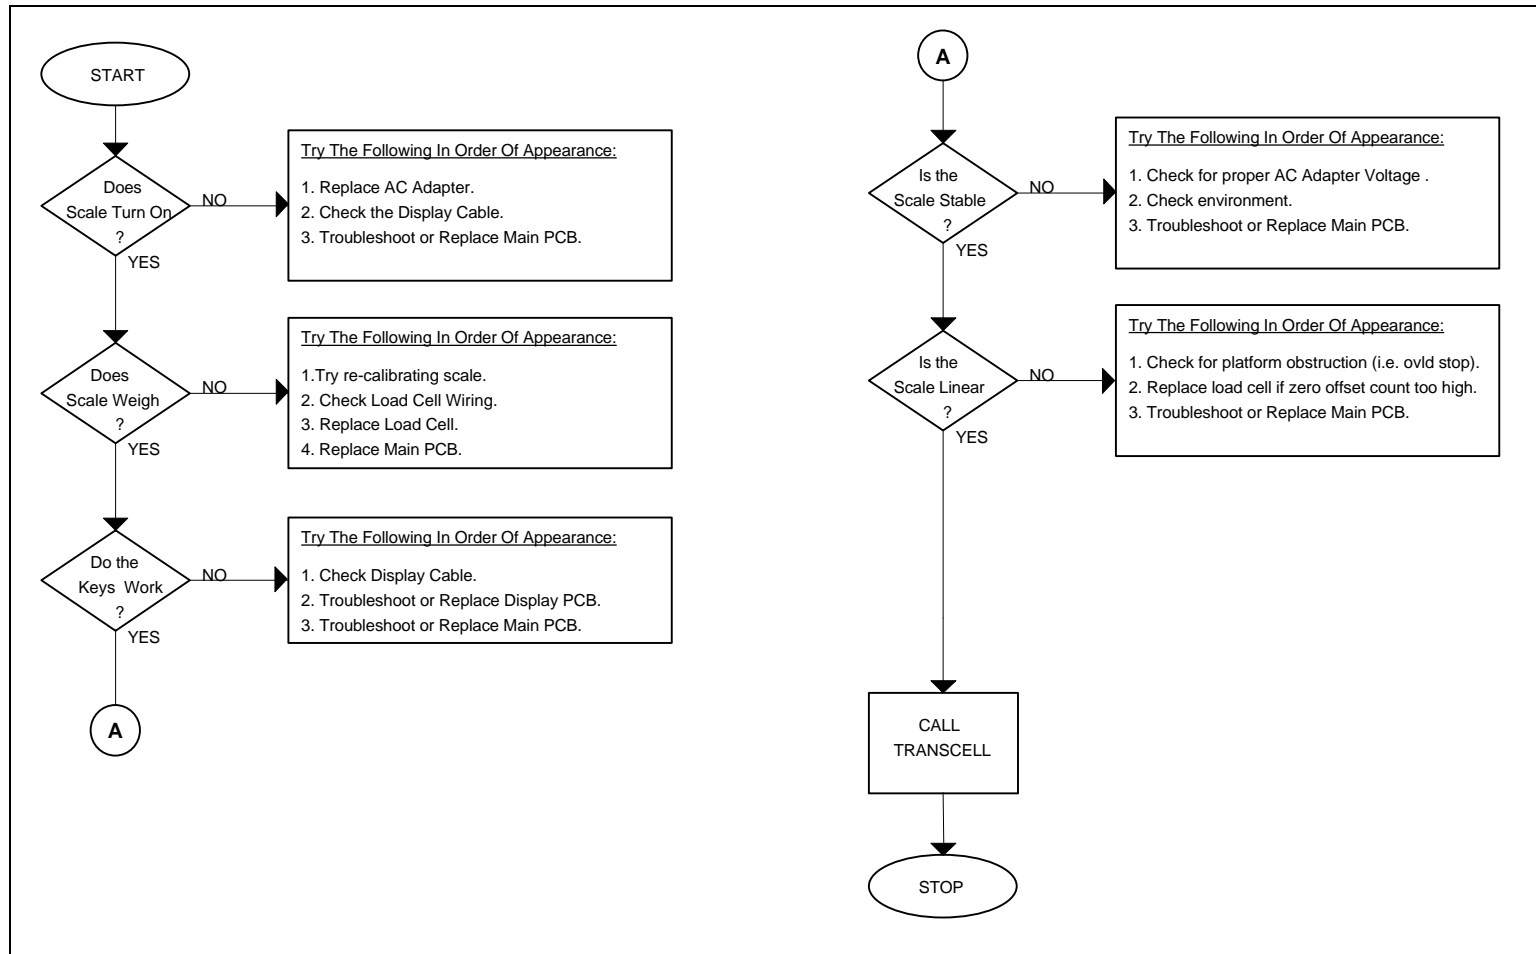 START
Does
Scale Turn On
?
NO
YES
Try The Following In Order Of Appearance:
1. Replace AC Adapter.
2. Check the Display Cable.
3. Troubleshoot or Replace Main PCB.
Does
Scale Weigh
?
NO
YES
Try The Following In Order Of Appearance:
1.Try re-calibrating scale.
2. Check Load Cell Wiring.
3. Replace Load Cell.
4. Replace Main PCB.
Do the
Keys Work
?
NO
YES
Try The Following In Order Of Appearance:
1. Check Display Cable.
2. Troubleshoot or Replace Display PCB.
3. Troubleshoot or Replace Main PCB.
A
A
Is the
Scale Stable
?
NO
YES
Try The Following In Order Of Appearance:
1. Check for proper AC Adapter Voltage .
2. Check environment.
3. Troubleshoot or Replace Main PCB.
Is the
Scale Linear
?
NO
YES
Try The Following In Order Of Appearance:
1. Check for platform obstruction (i.e. ovld stop).
2. Replace load cell if zero offset count too high.
3. Troubleshoot or Replace Main PCB.
CALL
TRANSCELL
STOP